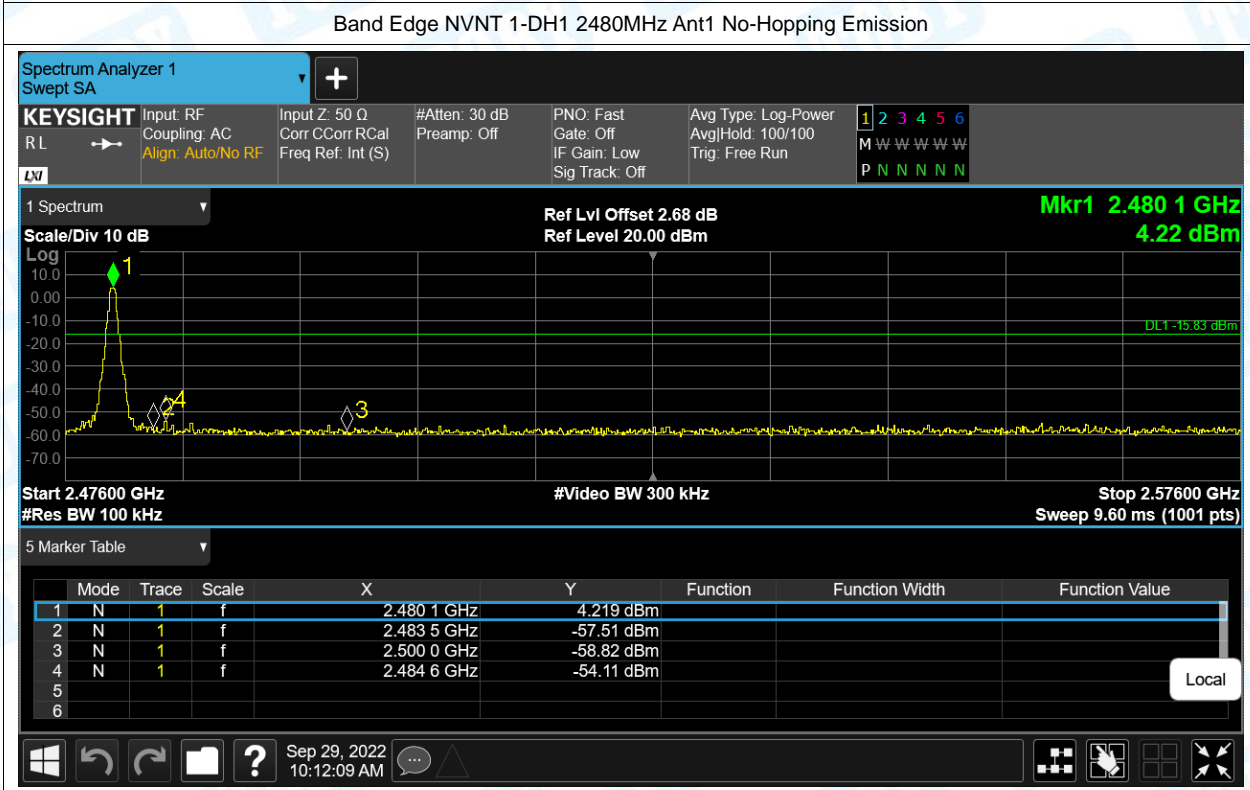 Band Edge NVNT 1-DH1 2480MHz Ant1 No-Hopping Emission
Spectrum Analyzer 1
Swept SA
KEYSIGHT Input: RF Input Z: 50 Ω #Atten: 30 dB PNO: Fast Avg Type: Log-Power 1 2 3 4 5 6
R L Coupling: AC Corr CCorr RCal Preamp: Off Gate: Off Avg|Hold: 100/100 M W W W W W
Align: Auto/No RF Freq Ref: Int (S) IF Gain: Low Trig: Free Run
LXI Sig Track: Off P N N N N N
1 Spectrum Ref Lvl Offset 2.68 dB Mkr1 2.480 1 GHz
Scale/Div 10 dB Ref Level 20.00 dBm 4.22 dBm
Log
1
10.0
0.00
-10.0
DL1 -15.83 dBm
-20.0
-30.0
-40.0
2 4 3
-50.0
-60.0
-70.0
Start 2.47600 GHz #Video BW 300 kHz Stop 2.57600 GHz
#Res BW 100 kHz Sweep 9.60 ms (1001 pts)
5 Marker Table
Mode Trace Scale X Y Function Function Width Function Value
1 N 1 f 2.480 1 GHz 4.219 dBm
2 N 1 f 2.483 5 GHz -57.51 dBm
3 N 1 f 2.500 0 GHz -58.82 dBm
4 N 1 f 2.484 6 GHz -54.11 dBm
5
6
Local
? Sep 29, 2022
10:12:09 AM